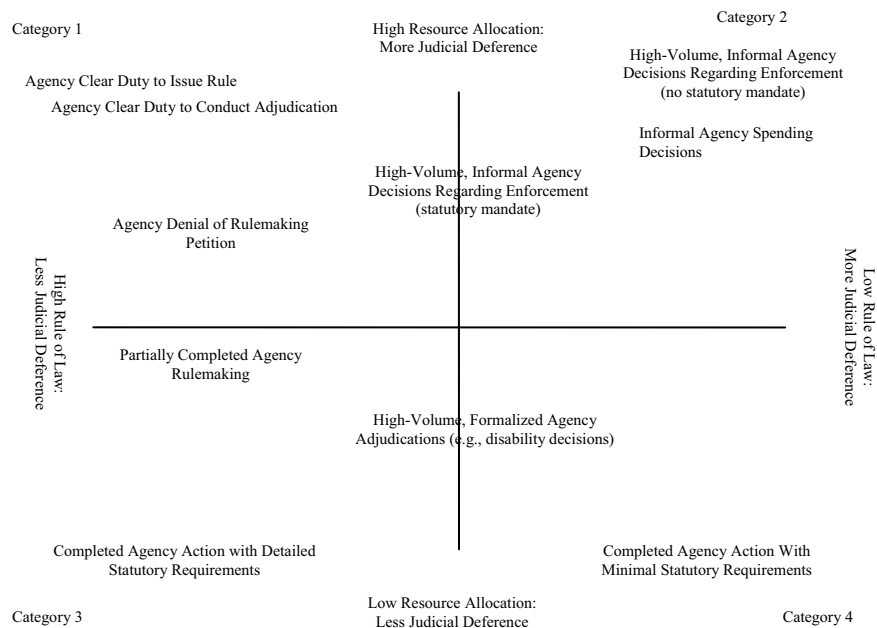 Category 1
High Resource Allocation:
More Judicial Deference
Category 2
Agency Clear Duty to Issue Rule
Agency Clear Duty to Conduct Adjudication
High-Volume, Informal Agency
Decisions Regarding Enforcement
(no statutory mandate)
Informal Agency Spending
Decisions
High-Volume, Informal Agency
Decisions Regarding Enforcement
(statutory mandate)
Agency Denial of Rulemaking
Petition
High Rule of Law:
Less Judicial Deference
Low Rule of Law:
More Judicial Deference
Partially Completed Agency
Rulemaking
High-Volume, Formalized Agency
Adjudications (e.g., disability decisions)
Completed Agency Action with Detailed
Statutory Requirements
Completed Agency Action With
Minimal Statutory Requirements
Category 3
Low Resource Allocation:
Less Judicial Deference
Category 4